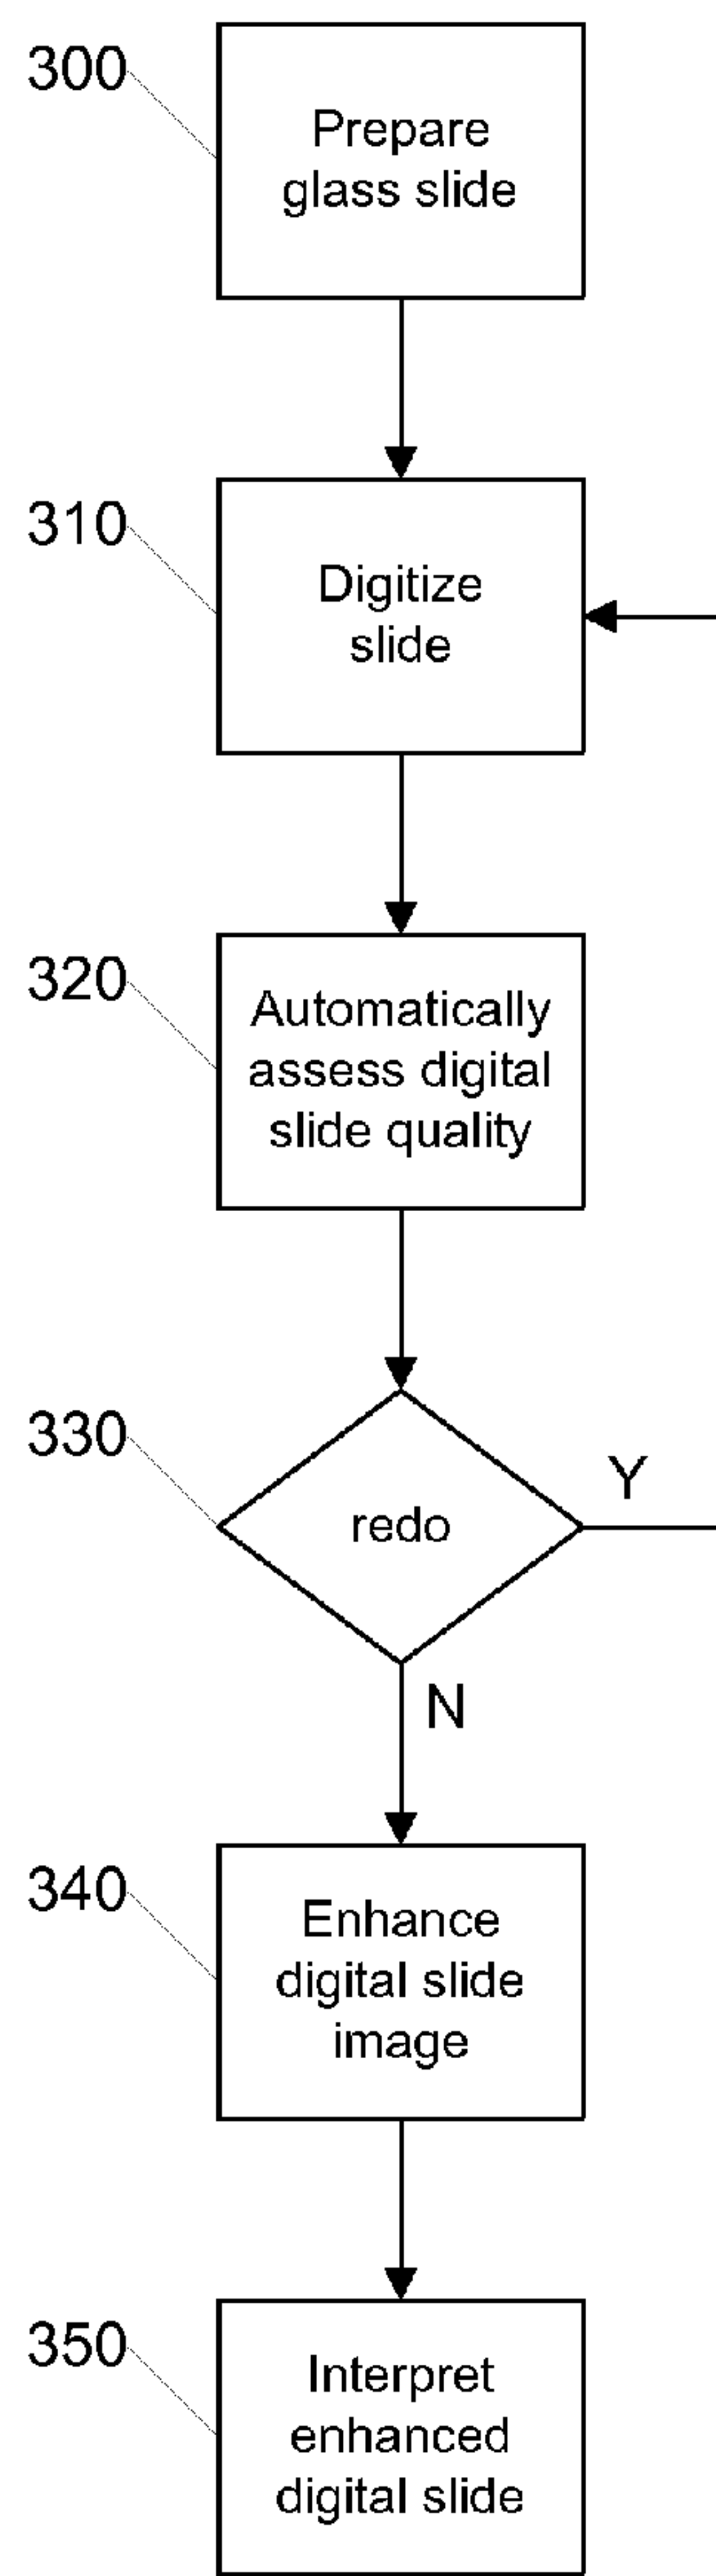 300
Prepare
glass slide
310
Digitize
slide
320
Automatically
assess digital
slide quality
330
redo
Y
N
340
Enhance
digital slide
image
350
Interpret
enhanced
digital slide